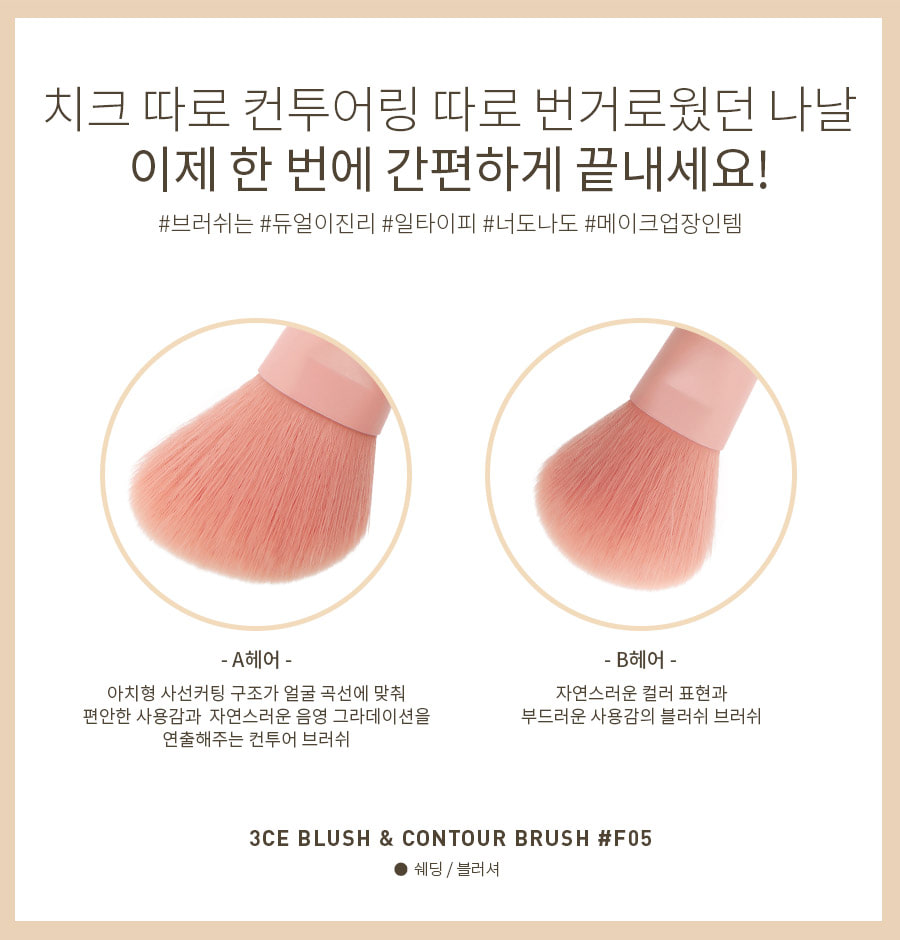 치크 따로 컨투어링 따로 번거로웠던 나날
이제 한 번에 간편하게 끝내세요!
#브러쉬는 #듀얼이진리 #일타이피 #너도나도 #메이크업장인템
- A헤어 -
아치형 사선커팅 구조가 얼굴 곡선에 맞춰
편안한 사용감과 자연스러운 음영 그라데이션을
연출해주는 컨투어 브러쉬
- B헤어 -
자연스러운 컬러 표현과
부드러운 사용감의 블러쉬 브러쉬
3CE BLUSH & CONTOUR BRUSH #F05
● 쉐딩 / 블러셔